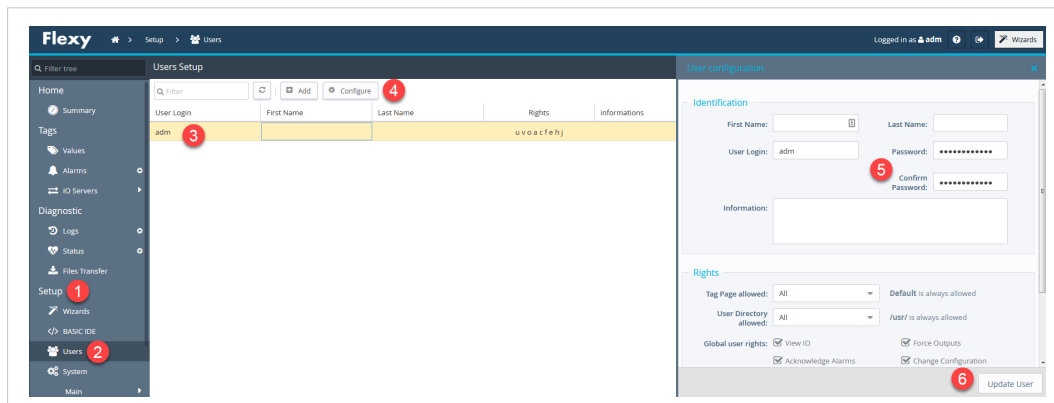 Flexy > Setup > Users Logged in as adm Wizards
Filter tree
Users Setup
User configuration
Home
Summary
Tags
Values
Alarms
IO Servers
Diagnostic
Logs
Status
Files Transfer
Setup 1
Wizards
</> BASIC IDE
Users 2
System
Main
Filter Add Configure 4
User Login First Name Last Name Rights Informations
adm 3 u v o a c f e h j
Identification
First Name: Last Name:
User Login: adm Password: ••••••••••••
5 Confirm
Password: ••••••••••••
Information:
Rights
Tag Page allowed: All Default is always allowed
User Directory
allowed: All /usr/ is always allowed
Global user rights: View IO Force Outputs
Acknowledge Alarms Change Configuration
6 Update User